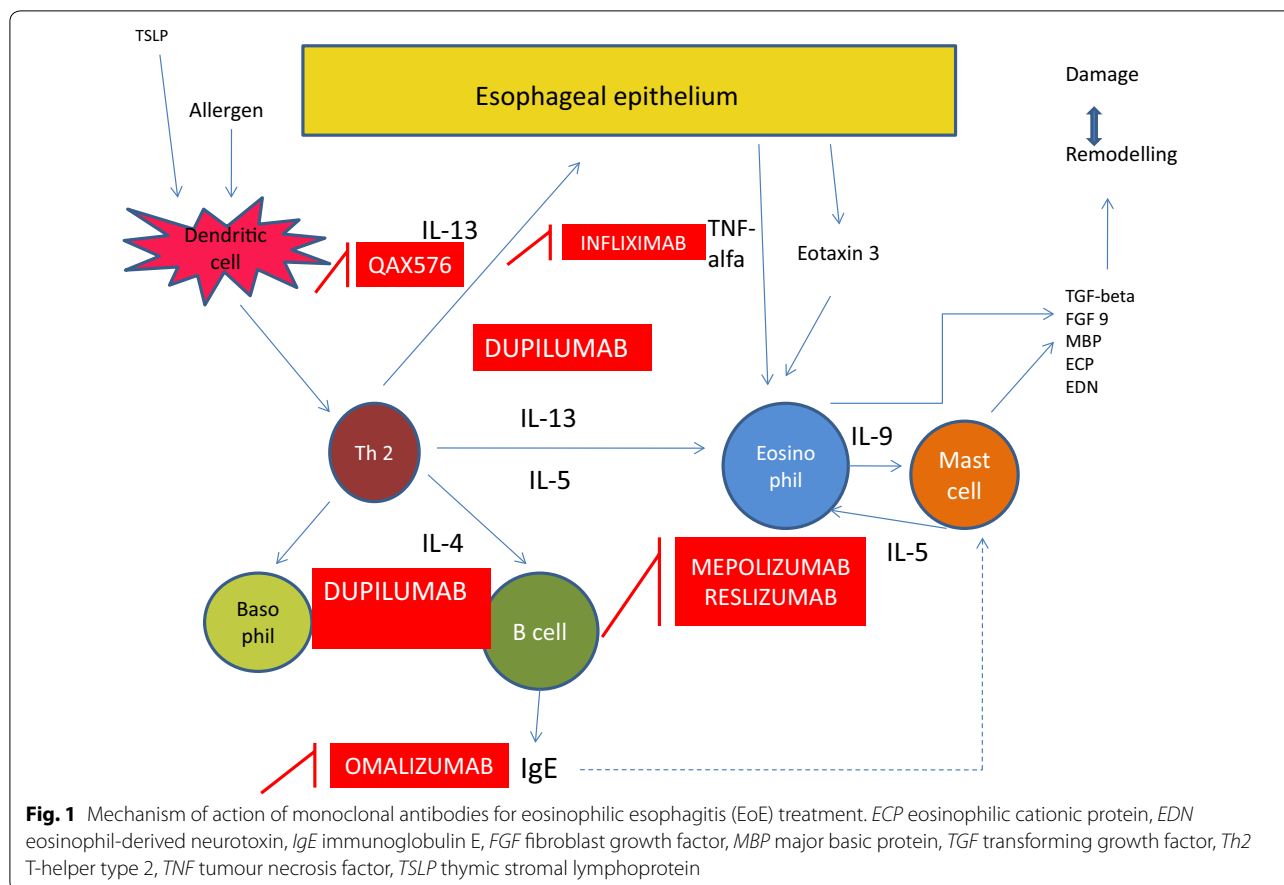 TSLP
Allergen
Esophageal epithelium
Damage
Remodelling
Dendritic
cell
IL-13
QAX576
INFLIXIMAB
TNF-
alfa
Eotaxin 3
TGF-beta
FGF 9
MBP
ECP
EDN
DUPILUMAB
Th 2
IL-13
IL-5
Eosino
phil
IL-9
Mast
cell
IL-4
IL-5
Baso
phil
DUPILUMAB
B cell
MEPOLIZUMAB
RESLIZUMAB
OMALIZUMAB
IgE
Fig. 1 Mechanism of action of monoclonal antibodies for eosinophilic esophagitis (EoE) treatment. ECP eosinophilic cationic protein, EDN
eosinophil-derived neurotoxin, IgE immunoglobulin E, FGF fibroblast growth factor, MBP major basic protein, TGF transforming growth factor, Th2
T-helper type 2, TNF tumour necrosis factor, TSLP thymic stromal lymphoprotein